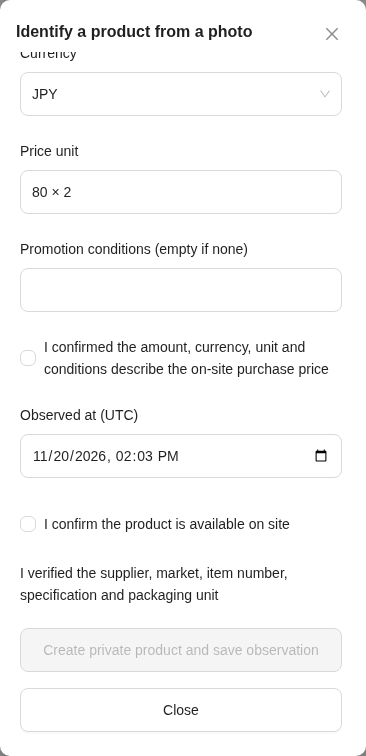 Identify a product from a photo
Currency
JPY
Price unit
80 × 2
Promotion conditions (empty if none)
I confirmed the amount, currency, unit and
conditions describe the on-site purchase price
Observed at (UTC)
11/20/2026, 02:03 PM
I confirm the product is available on site
I verified the supplier, market, item number,
specification and packaging unit
Create private product and save observation
Close